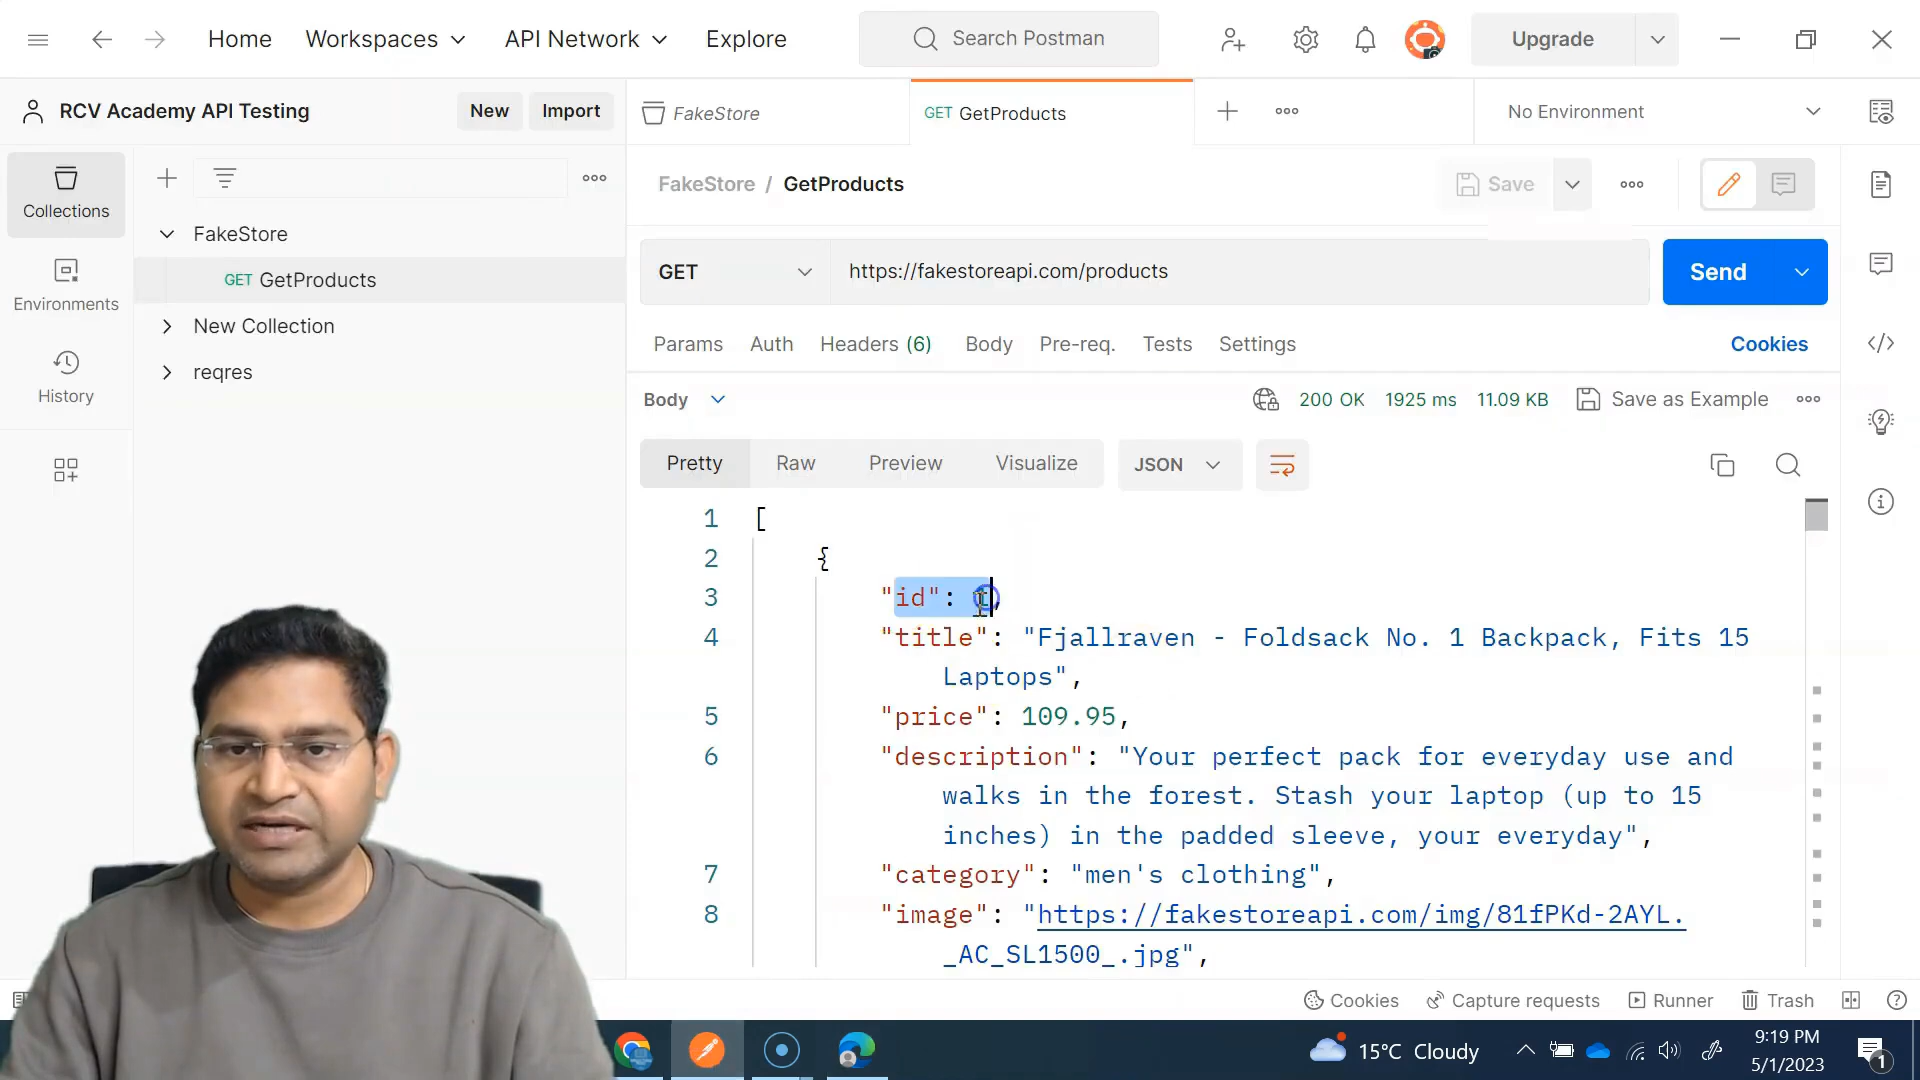 Home Workspaces API Network Explore Search Postman Upgrade
RCV Academy API Testing New Import FakeStore GET GetProducts No Environment
FakeStore / GetProducts Save
Collections
Environments
History
FakeStore
GET GetProducts
New Collection
reqres
GET https://fakestoreapi.com/products Send
Params Auth Headers (6) Body Pre-req. Tests Settings Cookies
Body 200 OK 1925 ms 11.09 KB Save as Example
Pretty Raw Preview Visualize JSON
1 [
2 {
3 "id": 1,
4 "title": "Fjallraven - Foldsack No. 1 Backpack, Fits 15
Laptops",
5 "price": 109.95,
6 "description": "Your perfect pack for everyday use and
walks in the forest. Stash your laptop (up to 15
inches) in the padded sleeve, your everyday",
7 "category": "men's clothing",
8 "image": "https://fakestoreapi.com/img/81fPKd-2AYL.
_AC_SL1500_.jpg",
Cookies Capture requests Runner Trash
15°C Cloudy 9:19 PM
5/1/2023 1